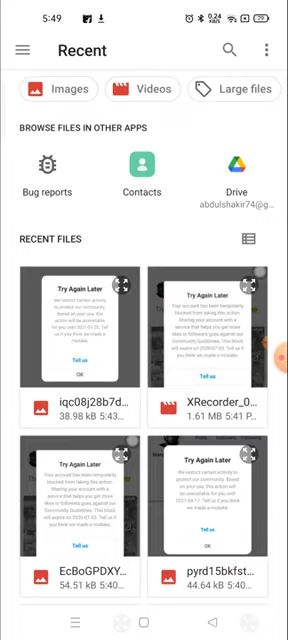 5:49
0.24
KB/S
79
Recent
Images
Videos
Large files
BROWSE FILES IN OTHER APPS
Bug reports
Contacts
Drive
abdulshakir74@g...
RECENT FILES
Try Again Later
We restrict certain activity
to protect our community.
Based on your use, this
action will be unavailable
for you until 2021-07-22. Tell
us if you think we made a
mistake.
Tell us
OK
iqc08j28b7d...
38.98 kB 5:43...
Try Again Later
Your account has been temporarily
blocked from taking this action.
Sharing your account with a
service that helps you get more
likes or followers goes against our
Community Guidelines. This block
will expire on 2020-07-03. Tell us if
you think we made a mistake.
Tell us
XRecorder_0...
1.61 MB 5:41 P...
Try Again Later
Your account has been temporarily
blocked from taking this action.
Sharing your account with a
service that helps you get more
likes or followers goes against our
Community Guidelines. This block
will expire on 2020-07-03. Tell us if
you think we made a mistake.
Tell us
EcBoGPDXY...
54.51 kB 5:40...
Posts Followers Following
Try Again Later
We restrict certain activity to
protect our community. Based
on your use, this action will be
unavailable for you until
2021-04-17. Tell us if you think
we made a mistake.
Tell us
OK
pyrd15bkfst...
44.64 kB 5:40...